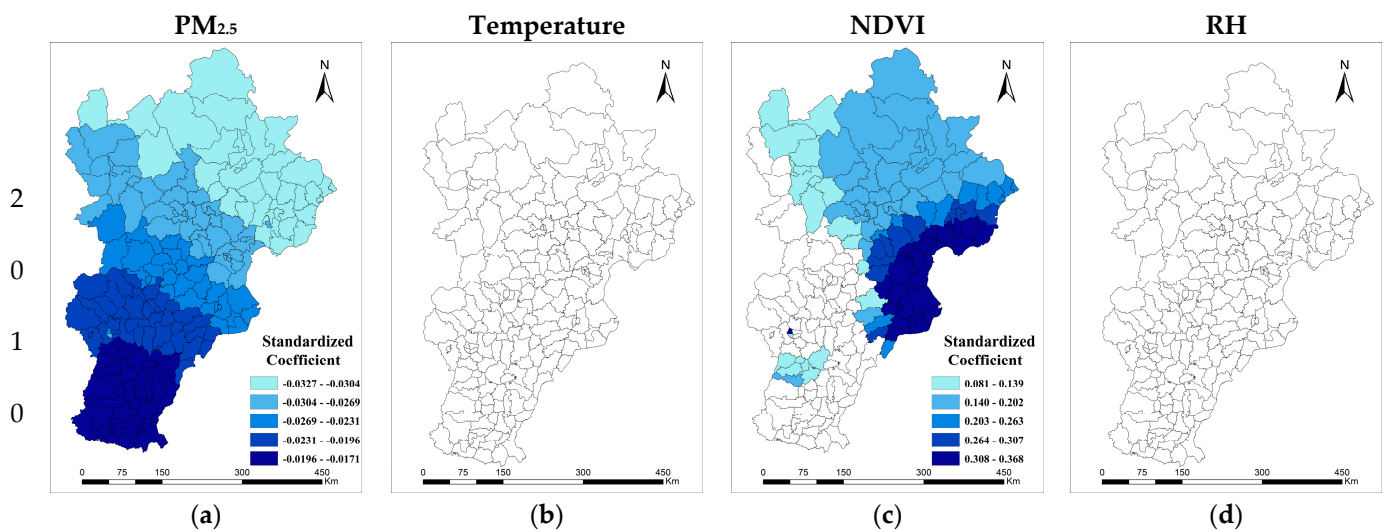 PM2.5 Temperature NDVI RH
N N N N
2
0
1
0
Standardized
Coefficient
-0.0327 - -0.0304
-0.0304 - -0.0269
-0.0269 - -0.0231
-0.0231 - -0.0196
-0.0196 - -0.0171
0 75 150 300 450
Km
0 75 150 300 450
Km
Standardized
Coefficient
0.081 - 0.139
0.140 - 0.202
0.203 - 0.263
0.264 - 0.307
0.308 - 0.368
0 75 150 300 450
Km
0 75 150 300 450
Km
(a) (b) (c) (d)